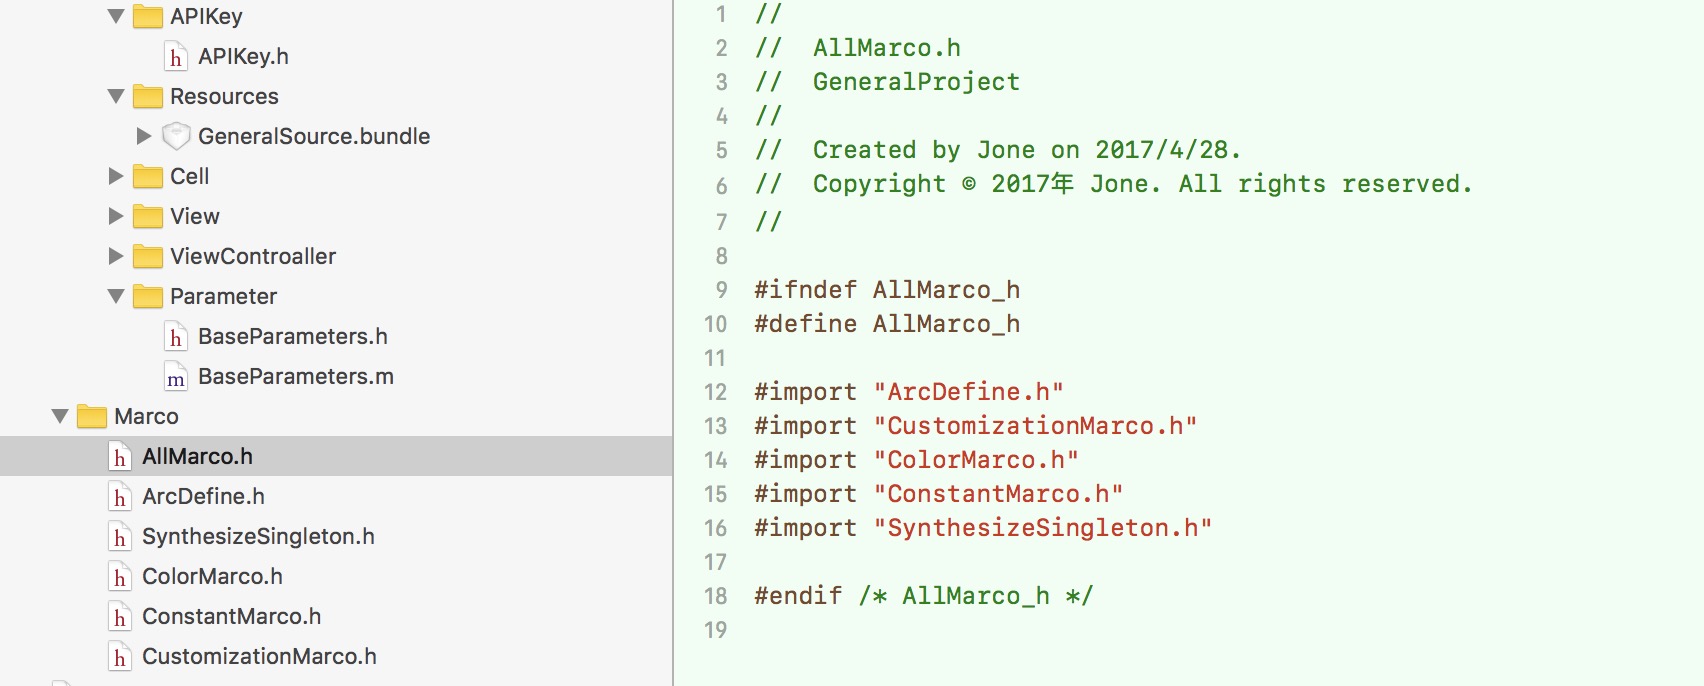 APIKey
h APIKey.h
Resources
GeneralSource.bundle
Cell
View
ViewControaller
Parameter
h BaseParameters.h
m BaseParameters.m
Marco
h AllMarco.h
h ArcDefine.h
h SynthesizeSingleton.h
h ColorMarco.h
h ConstantMarco.h
h CustomizationMarco.h
1 //
2 //  AllMarco.h
3 //  GeneralProject
4 //
5 //  Created by Jone on 2017/4/28.
6 //  Copyright © 2017年 Jone. All rights reserved.
7 //
8
9 #ifndef AllMarco_h
10 #define AllMarco_h
11
12 #import "ArcDefine.h"
13 #import "CustomizationMarco.h"
14 #import "ColorMarco.h"
15 #import "ConstantMarco.h"
16 #import "SynthesizeSingleton.h"
17
18 #endif /* AllMarco_h */
19